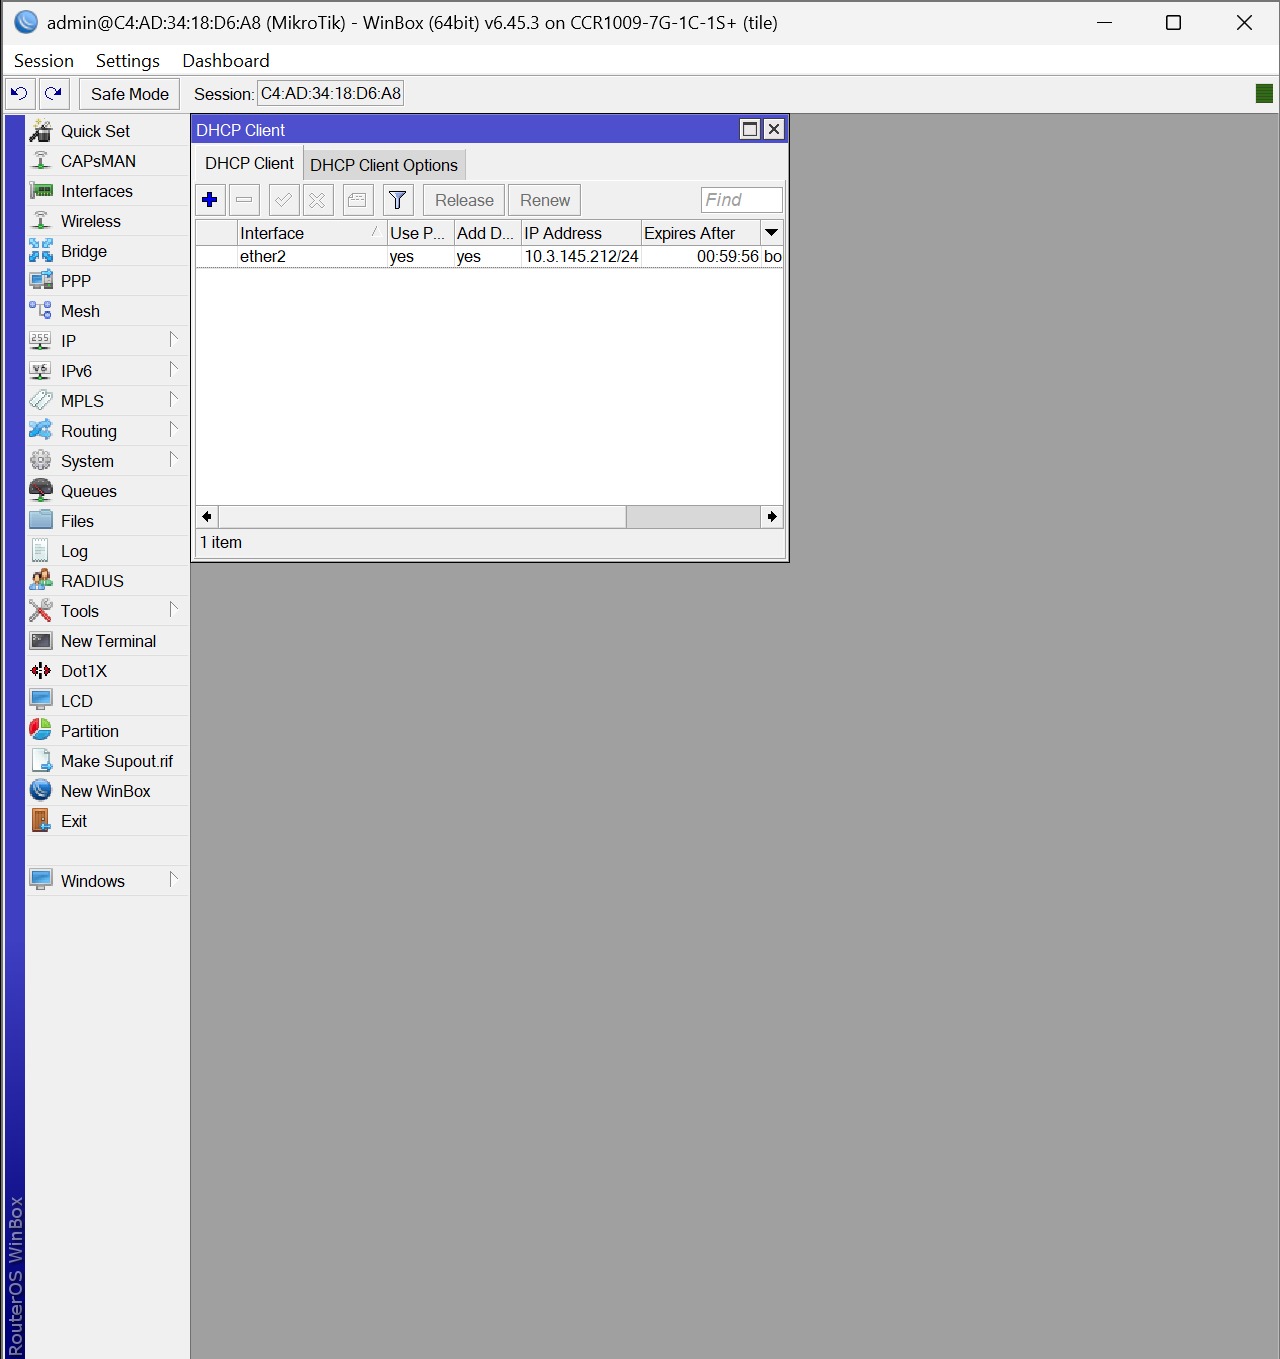 admin@C4:AD:34:18:D6:A8 (MikroTik) - WinBox (64bit) v6.45.3 on CCR1009-7G-1C-1S+ (tile)
Session Settings Dashboard
Safe Mode Session: C4:AD:34:18:D6:A8
Quick Set
CAPsMAN
Interfaces
Wireless
Bridge
PPP
Mesh
IP
IPv6
MPLS
Routing
System
Queues
Files
Log
RADIUS
Tools
New Terminal
Dot1X
LCD
Partition
Make Supout.rif
New WinBox
Exit
Windows
RouterOS WinBox
DHCP Client
DHCP Client DHCP Client Options
Release Renew Find
Interface Use P... Add D... IP Address Expires After
ether2 yes yes 10.3.145.212/24 00:59:56 bo
1 item